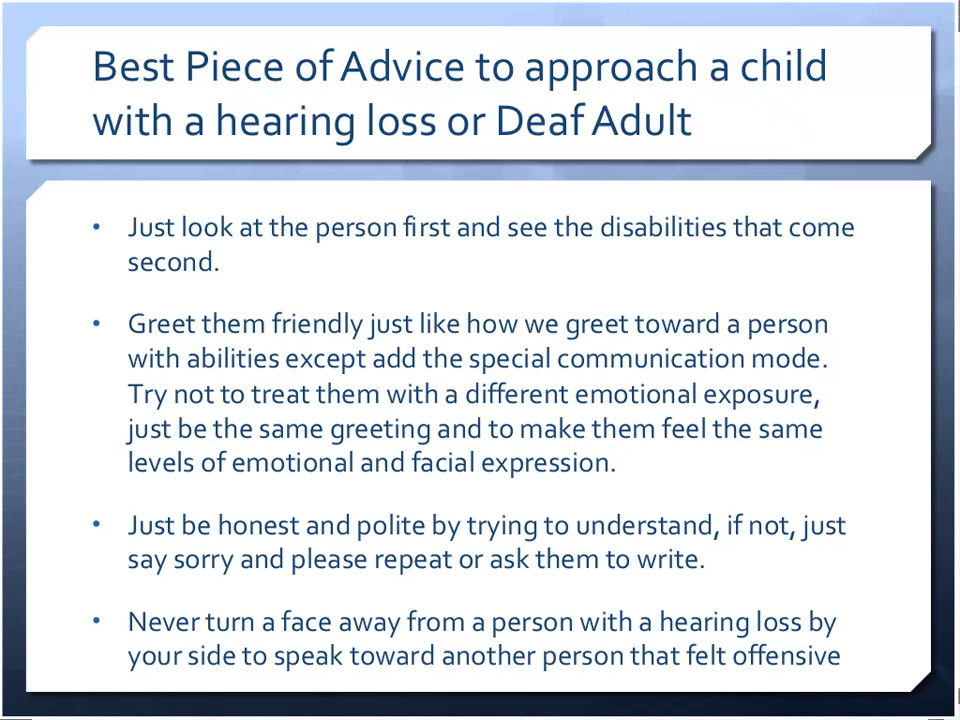 Best Piece of Advice to approach a child
with a hearing loss or Deaf Adult
• Just look at the person first and see the disabilities that come
second.
• Greet them friendly just like how we greet toward a person
with abilities except add the special communication mode.
Try not to treat them with a different emotional exposure,
just be the same greeting and to make them feel the same
levels of emotional and facial expression.
• Just be honest and polite by trying to understand, if not, just
say sorry and please repeat or ask them to write.
• Never turn a face away from a person with a hearing loss by
your side to speak toward another person that felt offensive